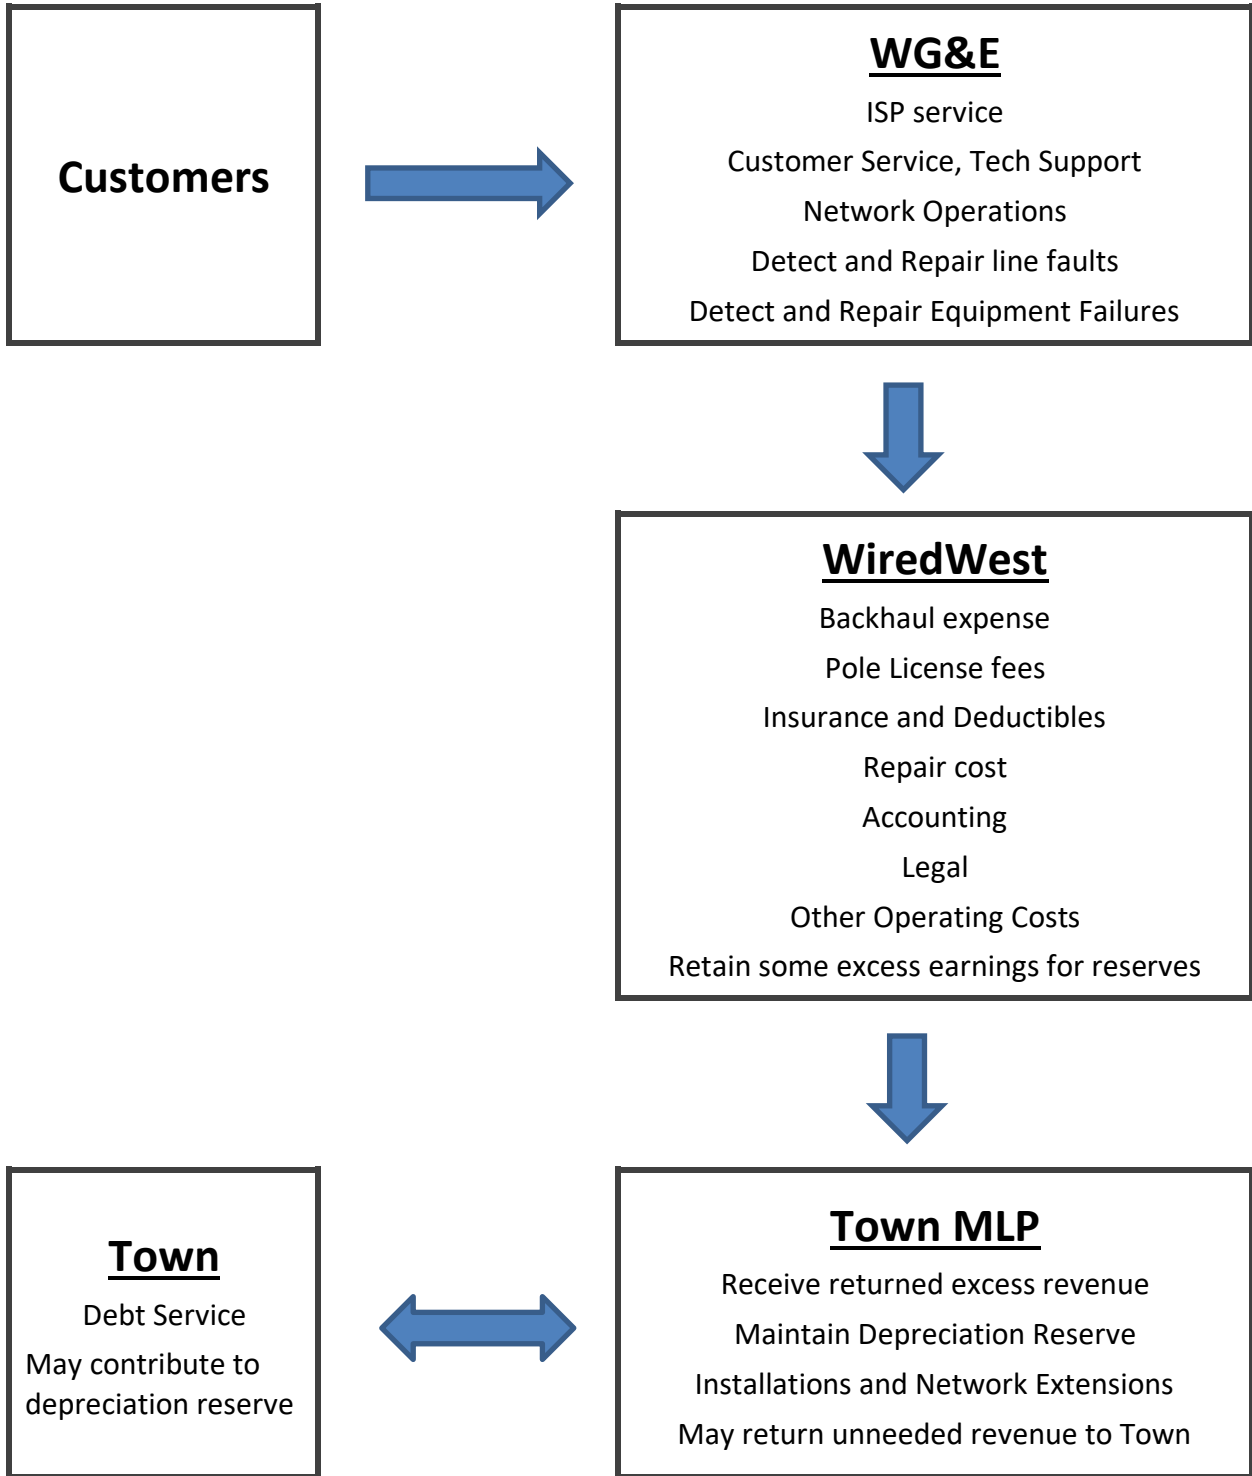 Customers
WG&E
ISP service
Customer Service, Tech Support
Network Operations
Detect and Repair line faults
Detect and Repair Equipment Failures
WiredWest
Backhaul expense
Pole License fees
Insurance and Deductibles
Repair cost
Accounting
Legal
Other Operating Costs
Retain some excess earnings for reserves
Town
Debt Service
May contribute to
depreciation reserve
Town MLP
Receive returned excess revenue
Maintain Depreciation Reserve
Installations and Network Extensions
May return unneeded revenue to Town